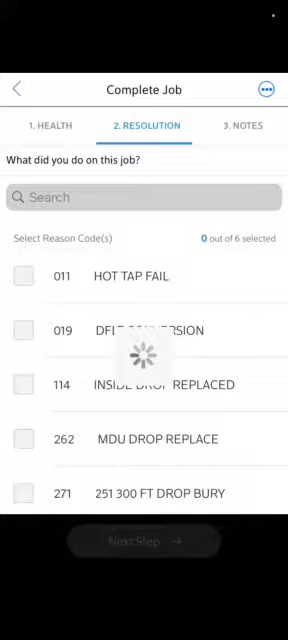 Complete Job
1. HEALTH 2. RESOLUTION 3. NOTES
What did you do on this job?
Search
Select Reason Code(s) 0 out of 6 selected
011 HOT TAP FAIL
019 CONVERSION
114 INSIDE DROP REPLACED
262 MDU DROP REPLACE
271 251 300 FT DROP BURY
Next Step →